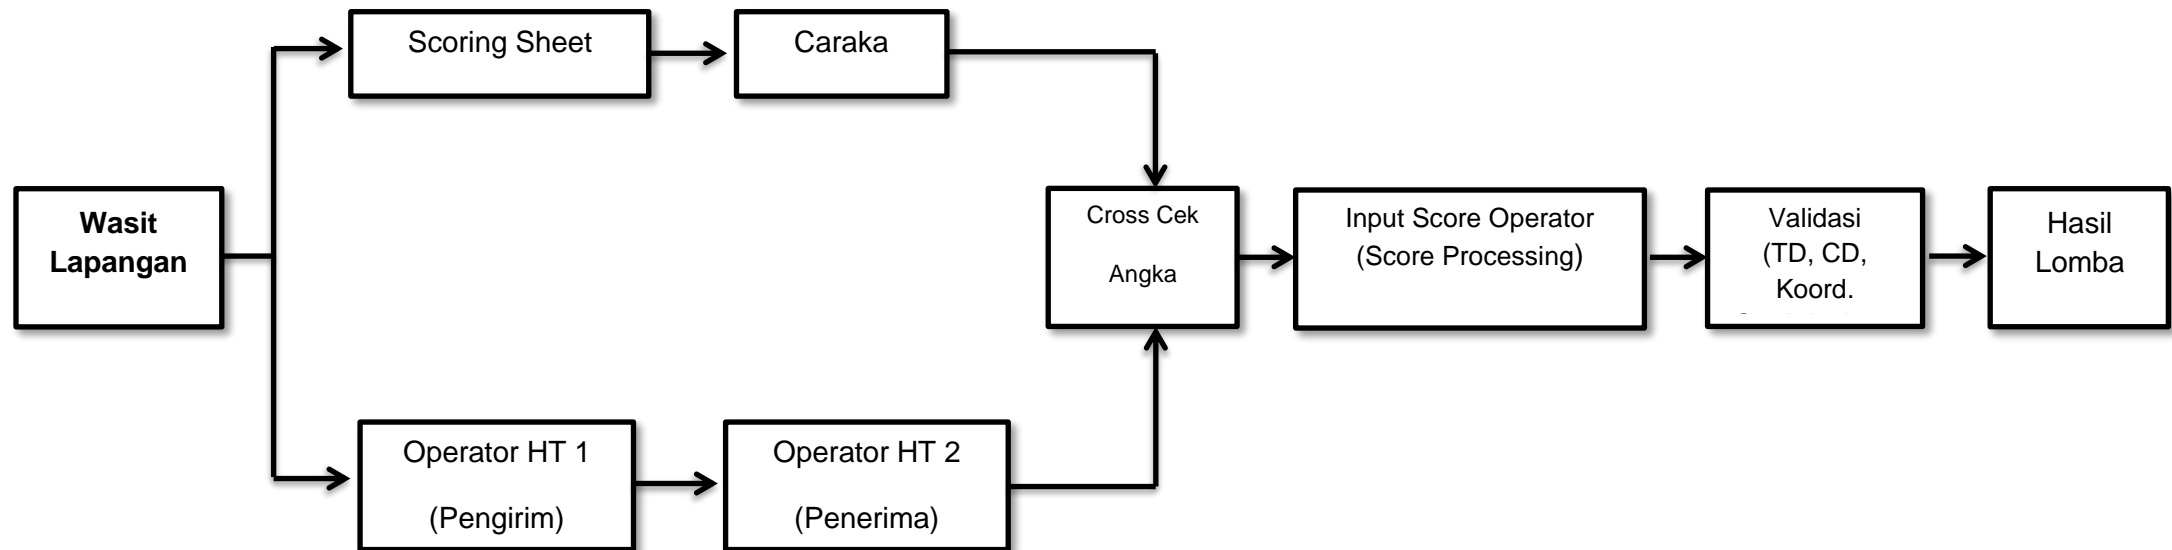 Scoring Sheet
Caraka
Wasit
Lapangan
Cross Cek
Angka
Input Score Operator
(Score Processing)
Validasi
(TD, CD,
Koord.
Hasil
Lomba
Operator HT 1
(Pengirim)
Operator HT 2
(Penerima)